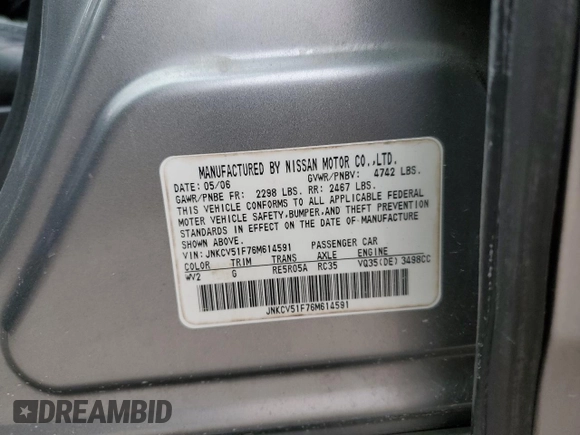 MANUFACTURED BY NISSAN MOTOR CO.,LTD.
DATE: 05/06 GVWR/PNBV: 4742 LBS.
GAWR/PNBE FR: 2298 LBS. RR: 2467 LBS.
THIS VEHICLE CONFORMS TO ALL APPLICABLE FEDERAL
MOTOR VEHICLE SAFETY,BUMPER,AND THEFT PREVENTION
STANDARDS IN EFFECT ON THE DATE OF MANUFACTURE
SHOWN ABOVE.
VIN: JNKCV51F76M614591 PASSENGER CAR
COLOR TRIM TRANS AXLE ENGINE
WV2 G RE5R05A RC35 VQ35(DE) 3498CC
JNKCV51F76M614591
DREAMBID